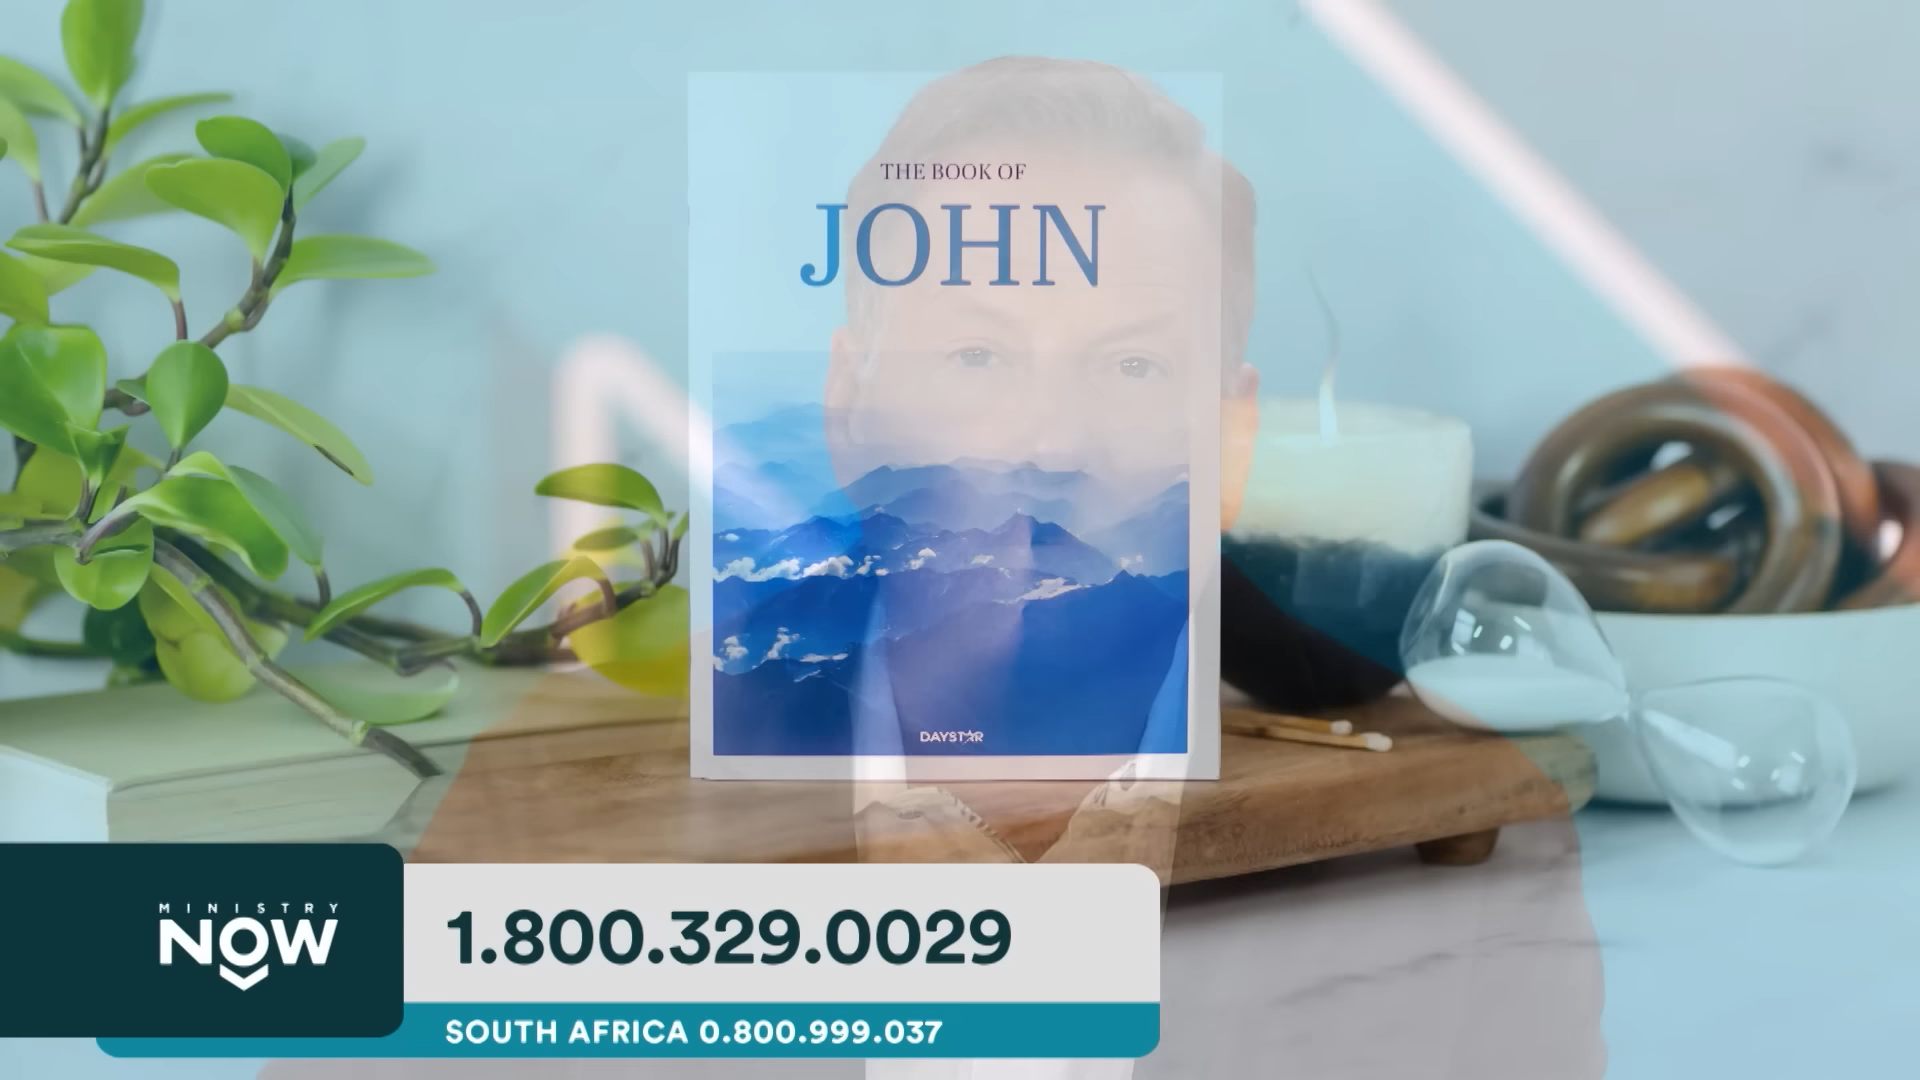 THE BOOK OF
JOHN
DAYSTAR
MINISTRY
NOW
1.800.329.0029
SOUTH AFRICA 0.800.999.037